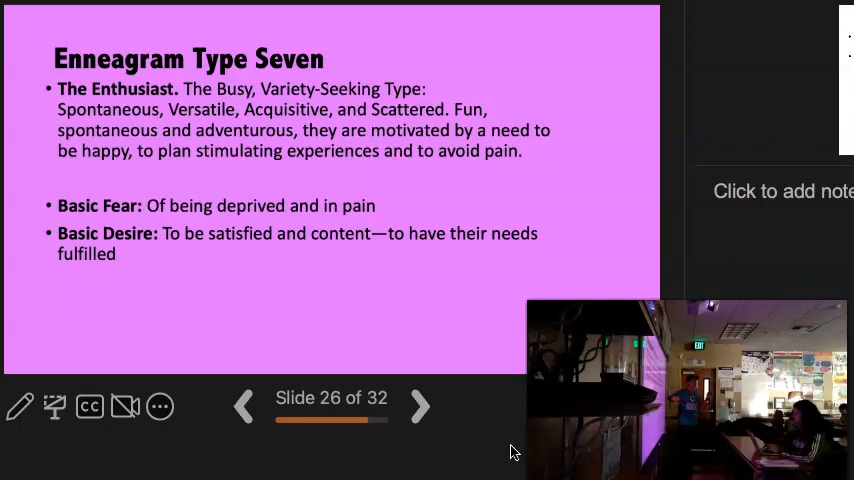 Enneagram Type Seven
• The Enthusiast. The Busy, Variety-Seeking Type:
Spontaneous, Versatile, Acquisitive, and Scattered. Fun,
spontaneous and adventurous, they are motivated by a need to
be happy, to plan stimulating experiences and to avoid pain.
• Basic Fear: Of being deprived and in pain
• Basic Desire: To be satisfied and content—to have their needs
fulfilled
Click to add note
CC
Slide 26 of 32
EXIT